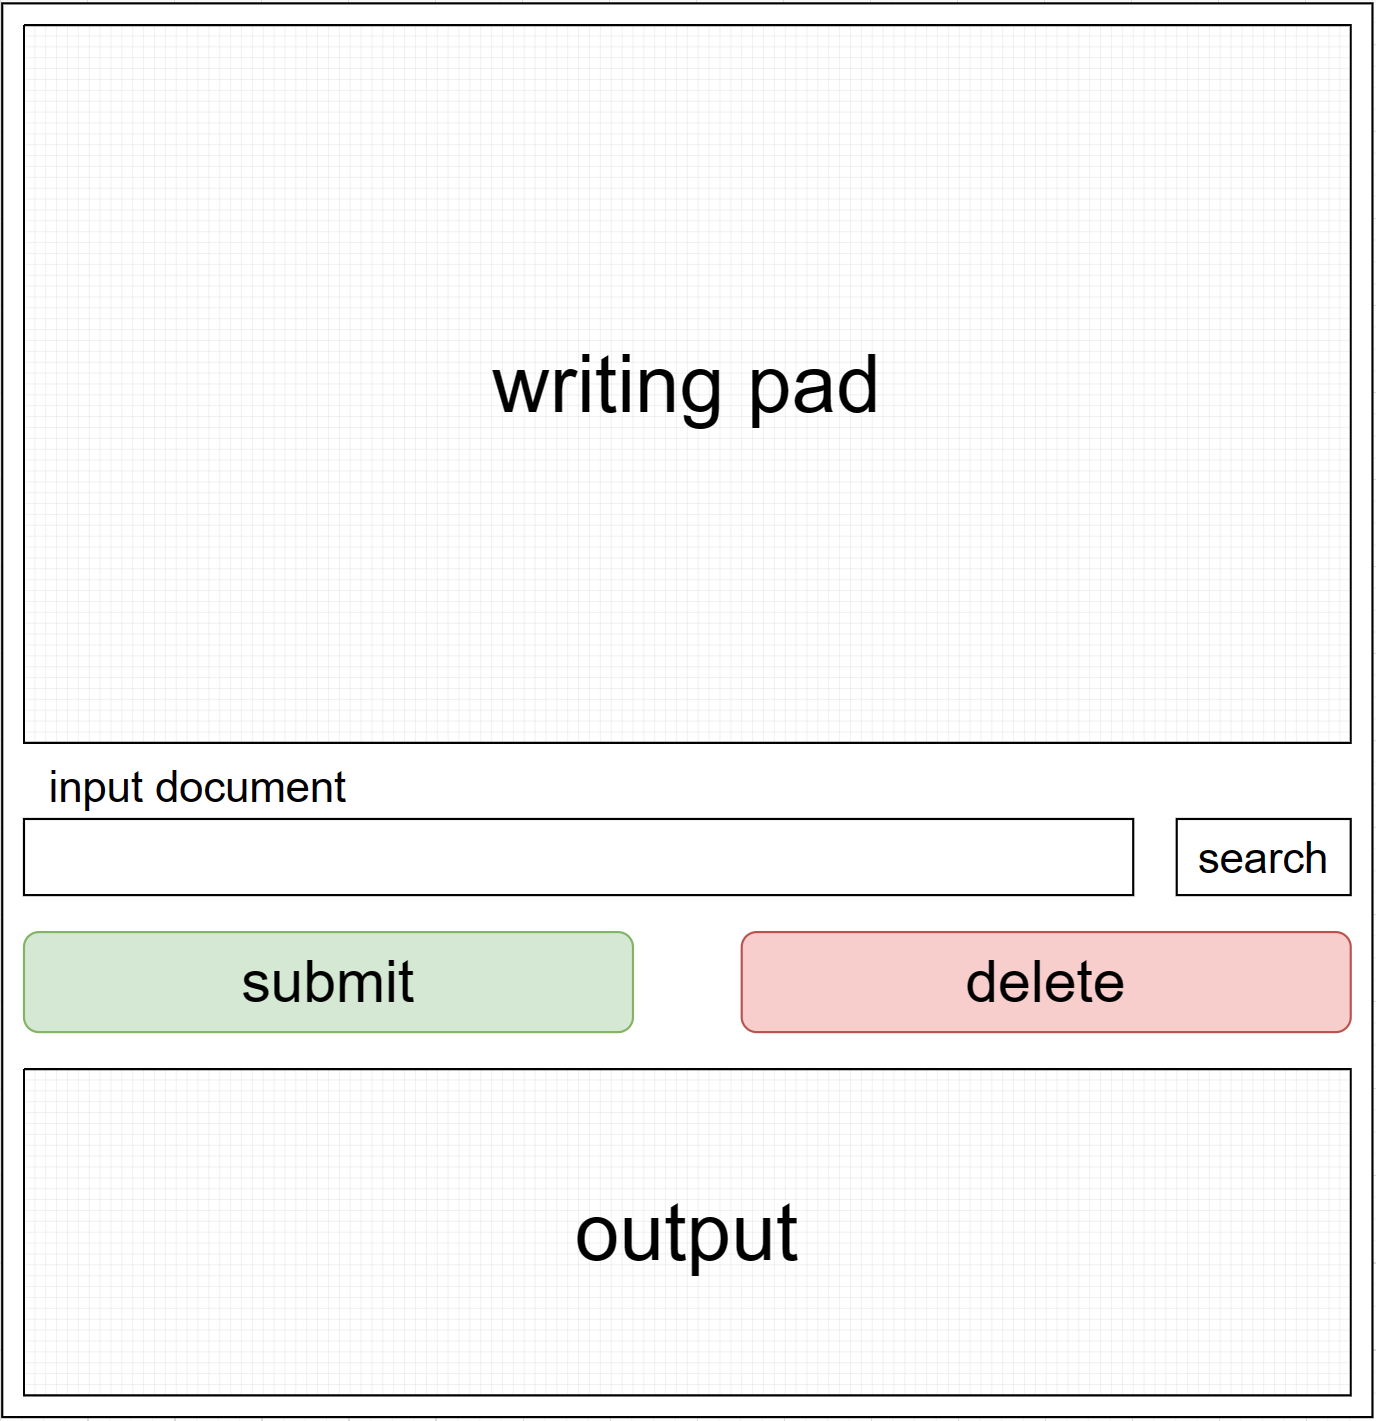 writing pad
input document
search
submit
delete
output